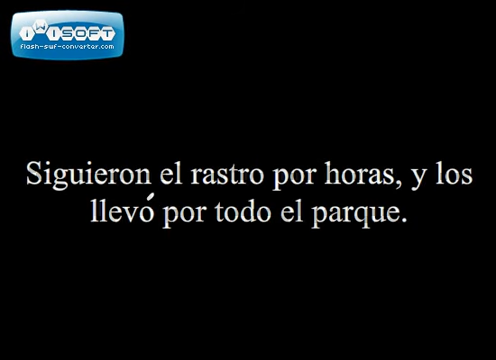 iWiSOFT
flash-swf-converter.com
Siguieron el rastro por horas, y los
llevó por todo el parque.